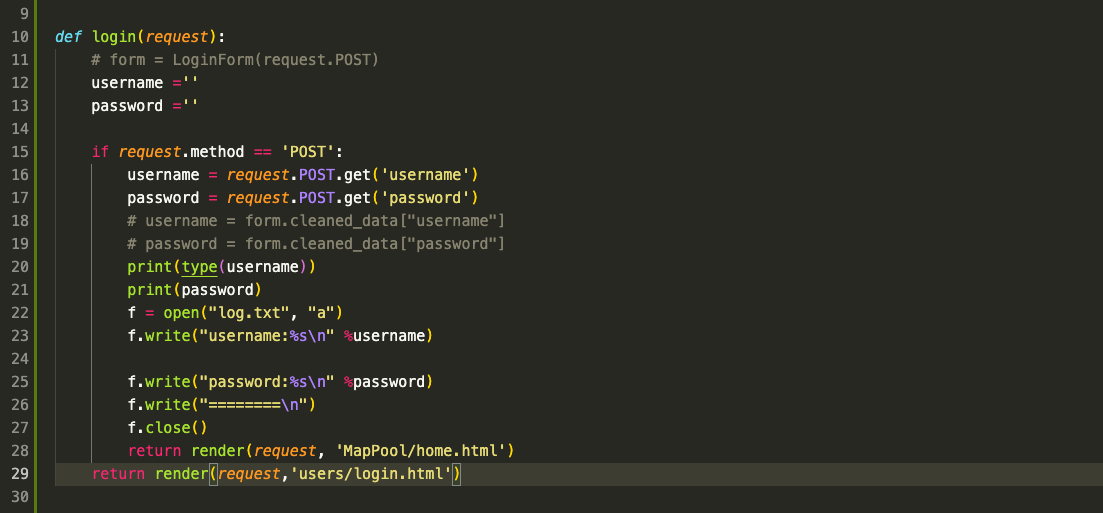 9
10 def login(request):
11 # form = LoginForm(request.POST)
12 username =''
13 password =''
14
15 if request.method == 'POST':
16 username = request.POST.get('username')
17 password = request.POST.get('password')
18 # username = form.cleaned_data["username"]
19 # password = form.cleaned_data["password"]
20 print(type(username))
21 print(password)
22 f = open("log.txt", "a")
23 f.write("username:%s\n" %username)
24
25 f.write("password:%s\n" %password)
26 f.write("========\n")
27 f.close()
28 return render(request, 'MapPool/home.html')
29 return render(request,'users/login.html')
30